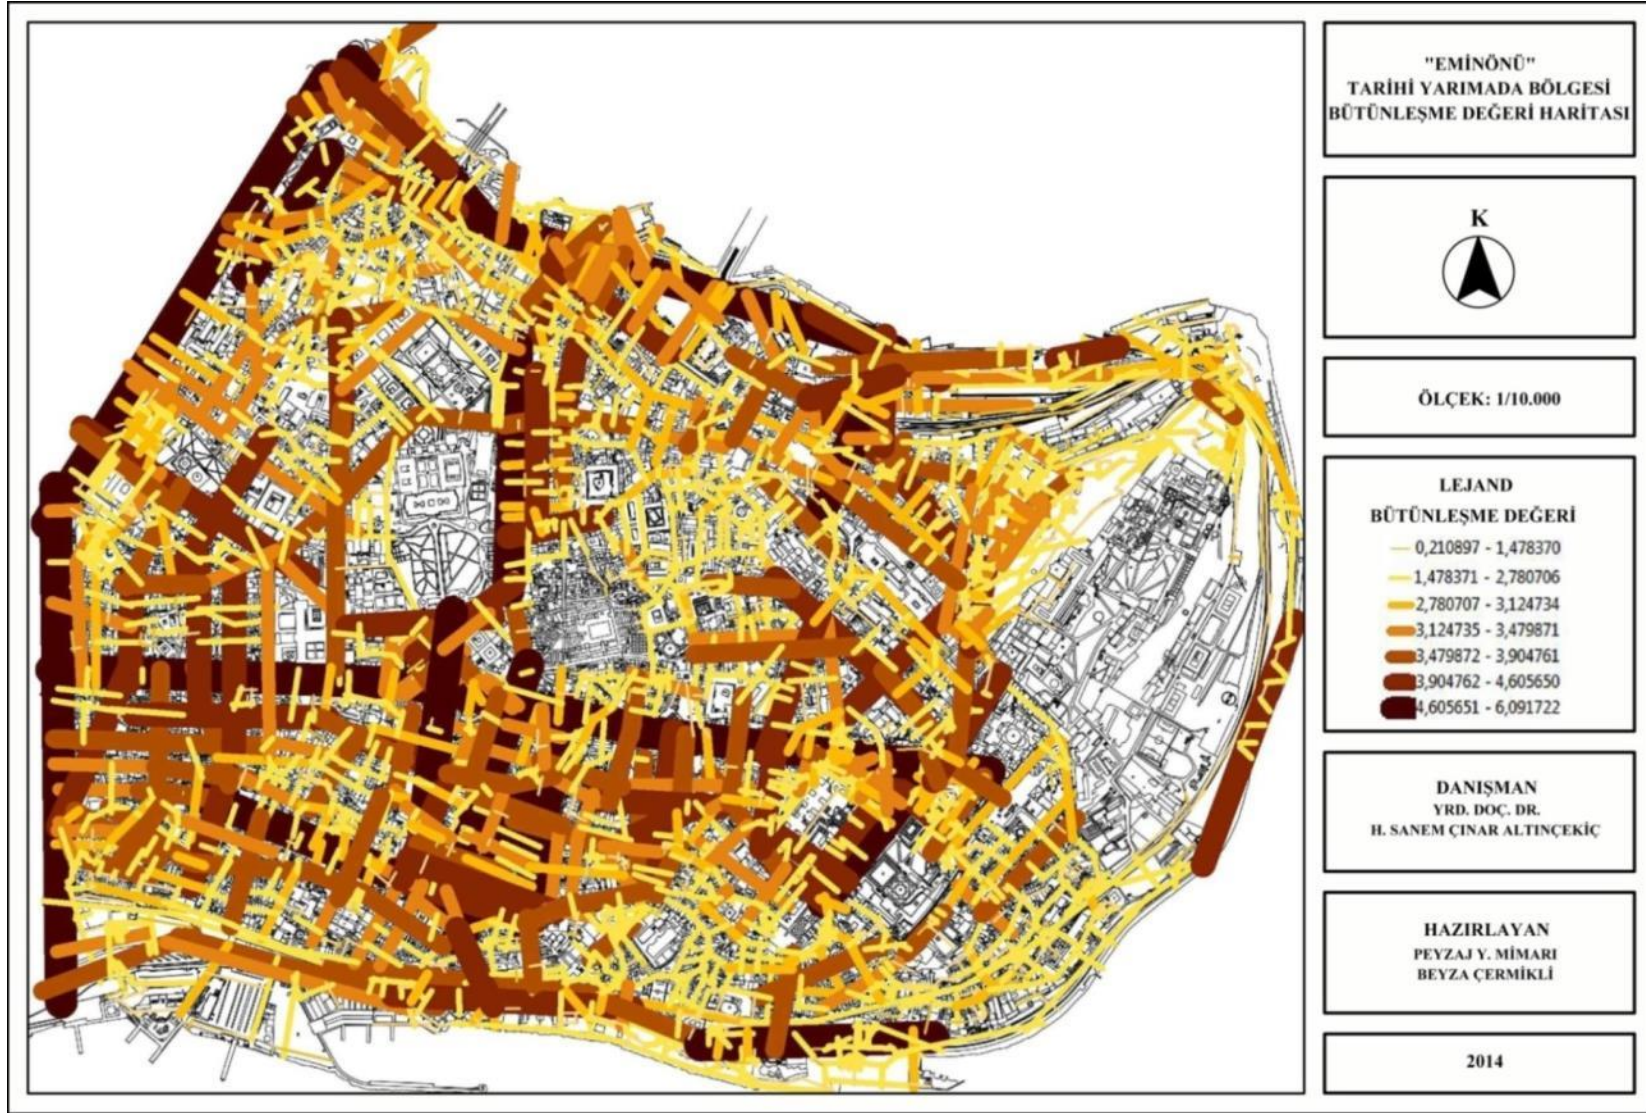 "EMİNÖNÜ"
TARİHİ YARIMADA BÖLGESİ
BÜTÜNLEŞME DEĞERİ HARİTASI
K
ÖLÇEK: 1/10.000
LEJAND
BÜTÜNLEŞME DEĞERİ
0,210897 - 1,478370
1,478371 - 2,780706
2,780707 - 3,124734
3,124735 - 3,479871
3,479872 - 3,904761
3,904762 - 4,605650
4,605651 - 6,091722
DANIŞMAN
YRD. DOÇ. DR.
H. SANEM ÇINAR ALTINÇEKİÇ
HAZIRLAYAN
PEYZAJ Y. MİMARI
BEYZA ÇERMİKLİ
2014